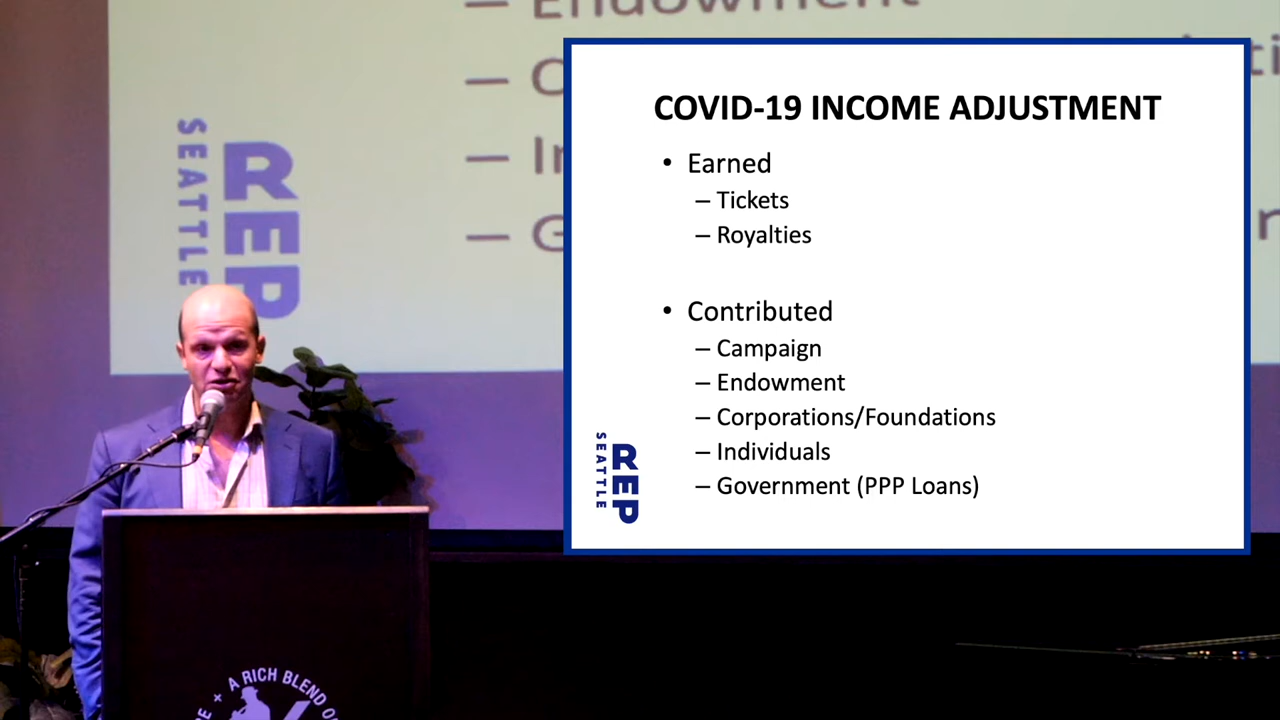 Endowment
SEATTLE
REP
COVID-19 INCOME ADJUSTMENT
• Earned
– Tickets
– Royalties
• Contributed
– Campaign
– Endowment
– Corporations/Foundations
– Individuals
– Government (PPP Loans)
SEATTLE
REP
+ A RICH BLEND